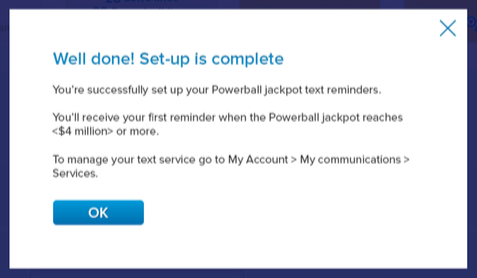 Well done! Set-up is complete
You're successfully set up your Powerball jackpot text reminders.
You'll receive your first reminder when the Powerball jackpot reaches
<$4 million> or more.
To manage your text service go to My Account > My communications >
Services.
OK